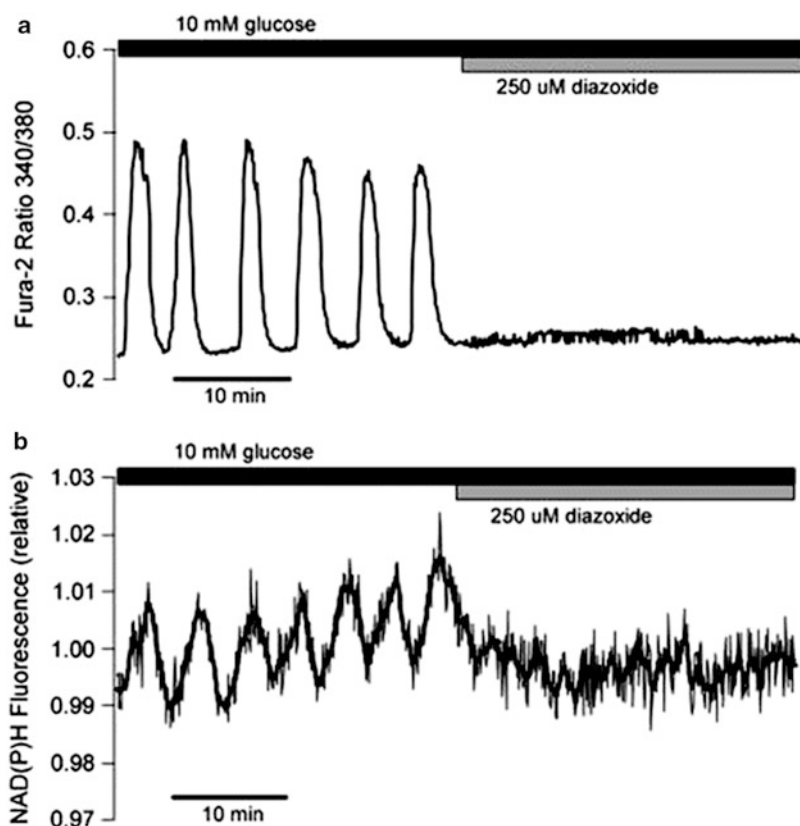 a
10 mM glucose
250 uM diazoxide
Fura-2 Ratio 340/380
0.6
0.5
0.4
0.3
0.2
10 min
b
10 mM glucose
250 uM diazoxide
NAD(P)H Fluorescence (relative)
1.03
1.02
1.01
1.00
0.99
0.98
0.97
10 min